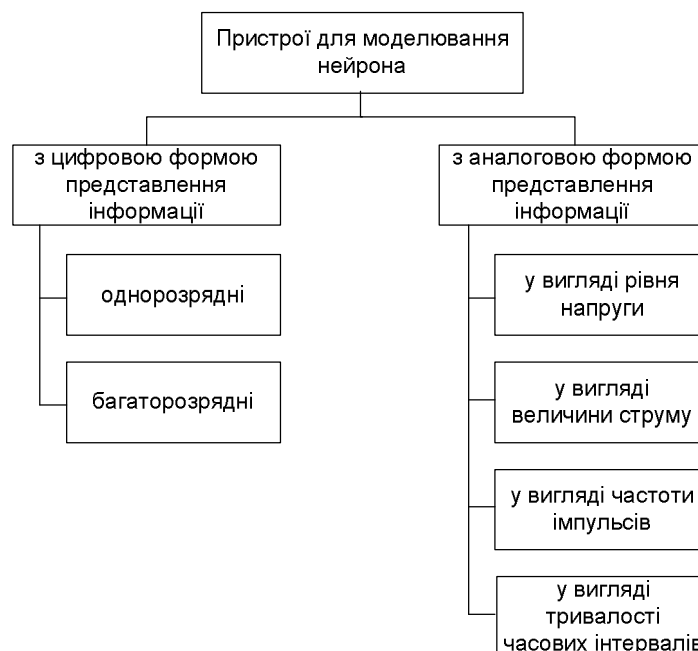 Пристрої для моделювання
нейрона
з цифровою формою
представлення
інформації
однорозрядні
багаторозрядні
з аналоговою формою
представлення
інформації
у вигляді рівня
напруги
у вигляді
величини струму
у вигляді частоти
імпульсів
у вигляді
тривалості
часових інтервалів